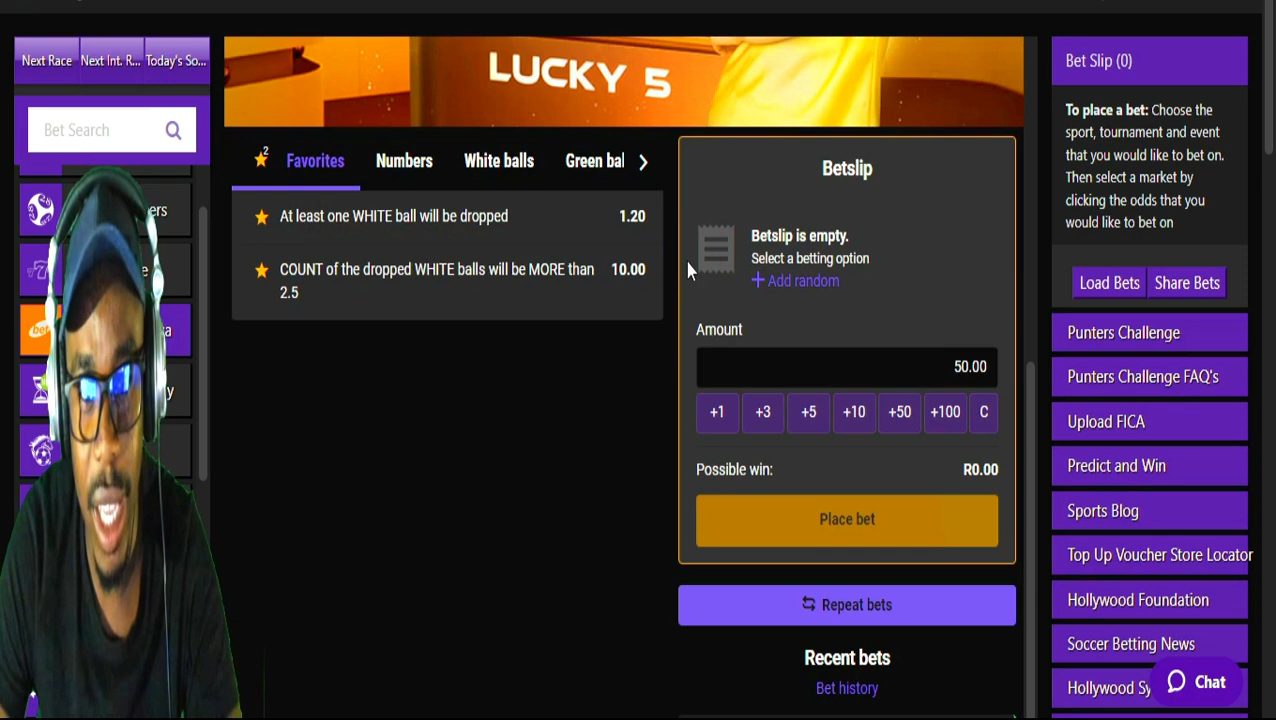 Next Race
Next Int. R...
Today's So...
Bet Search
ers
e
bet
sa
y
LUCKY 5
2
Favorites
Numbers
White balls
Green bal
At least one WHITE ball will be dropped
1.20
COUNT of the dropped WHITE balls will be MORE than
10.00
2.5
Betslip
Betslip is empty.
Select a betting option
+ Add random
Amount
50.00
+1
+3
+5
+10
+50
+100
C
Possible win:
R0.00
Place bet
Repeat bets
Recent bets
Bet history
Bet Slip (0)
To place a bet: Choose the
sport, tournament and event
that you would like to bet on.
Then select a market by
clicking the odds that you
would like to bet on
Load Bets
Share Bets
Punters Challenge
Punters Challenge FAQ's
Upload FICA
Predict and Win
Sports Blog
Top Up Voucher Store Locator
Hollywood Foundation
Soccer Betting News
Hollywood Sy
Chat